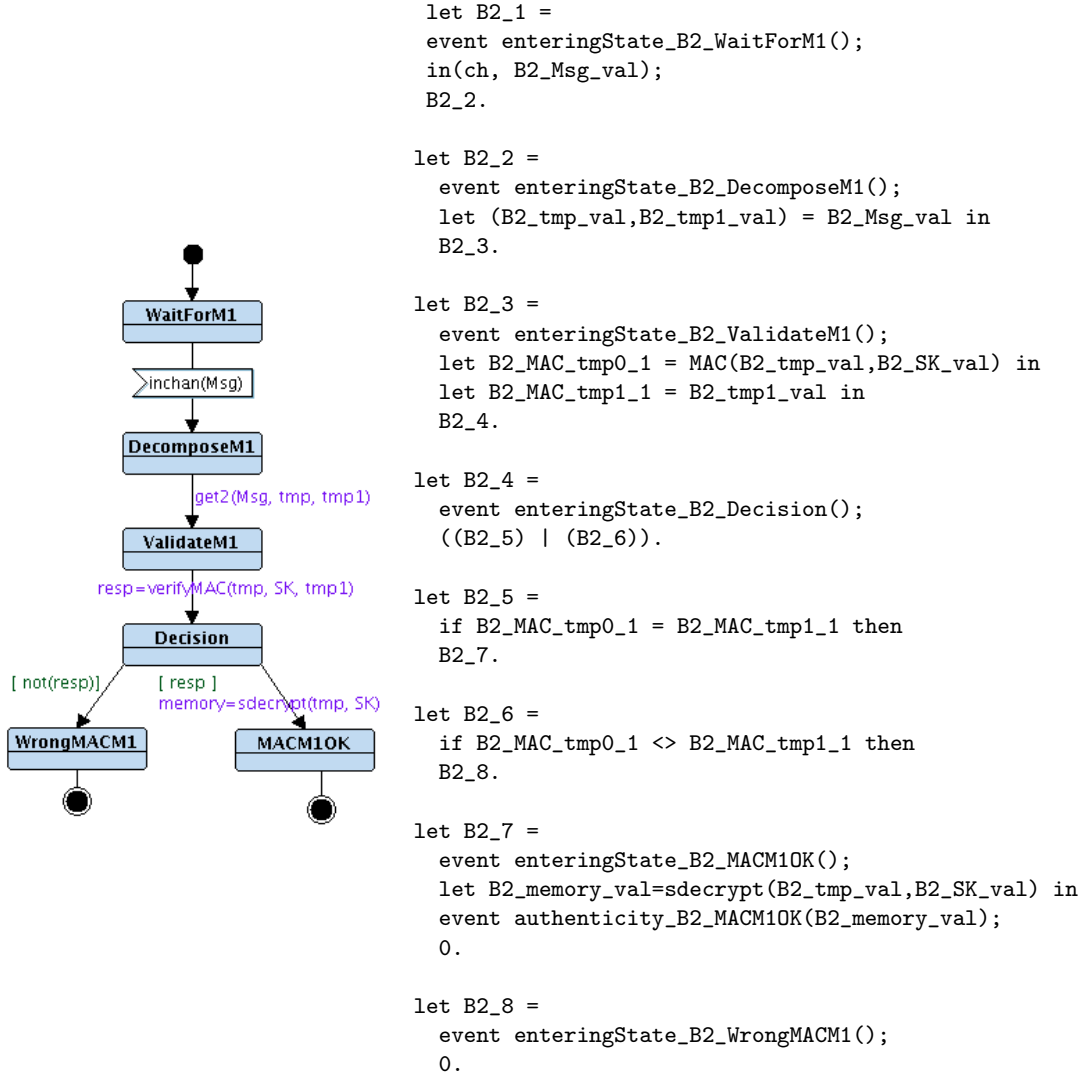 WaitForM1
inchan(Msg)
DecomposeM1
get2(Msg, tmp, tmp1)
ValidateM1
resp=verifyMAC(tmp, SK, tmp1)
Decision
[ not(resp)]
[ resp ]
memory=sdecrypt(tmp, SK)
WrongMACM1
MACM1OK
let B2_1 =
event enteringState_B2_WaitForM1();
in(ch, B2_Msg_val);
B2_2.
let B2_2 =
event enteringState_B2_DecomposeM1();
let (B2_tmp_val,B2_tmp1_val) = B2_Msg_val in
B2_3.
let B2_3 =
event enteringState_B2_ValidateM1();
let B2_MAC_tmp0_1 = MAC(B2_tmp_val,B2_SK_val) in
let B2_MAC_tmp1_1 = B2_tmp1_val in
B2_4.
let B2_4 =
event enteringState_B2_Decision();
((B2_5) | (B2_6)).
let B2_5 =
if B2_MAC_tmp0_1 = B2_MAC_tmp1_1 then
B2_7.
let B2_6 =
if B2_MAC_tmp0_1 <> B2_MAC_tmp1_1 then
B2_8.
let B2_7 =
event enteringState_B2_MACM1OK();
let B2_memory_val=sdecrypt(B2_tmp_val,B2_SK_val) in
event authenticity_B2_MACM1OK(B2_memory_val);
0.
let B2_8 =
event enteringState_B2_WrongMACM1();
0.